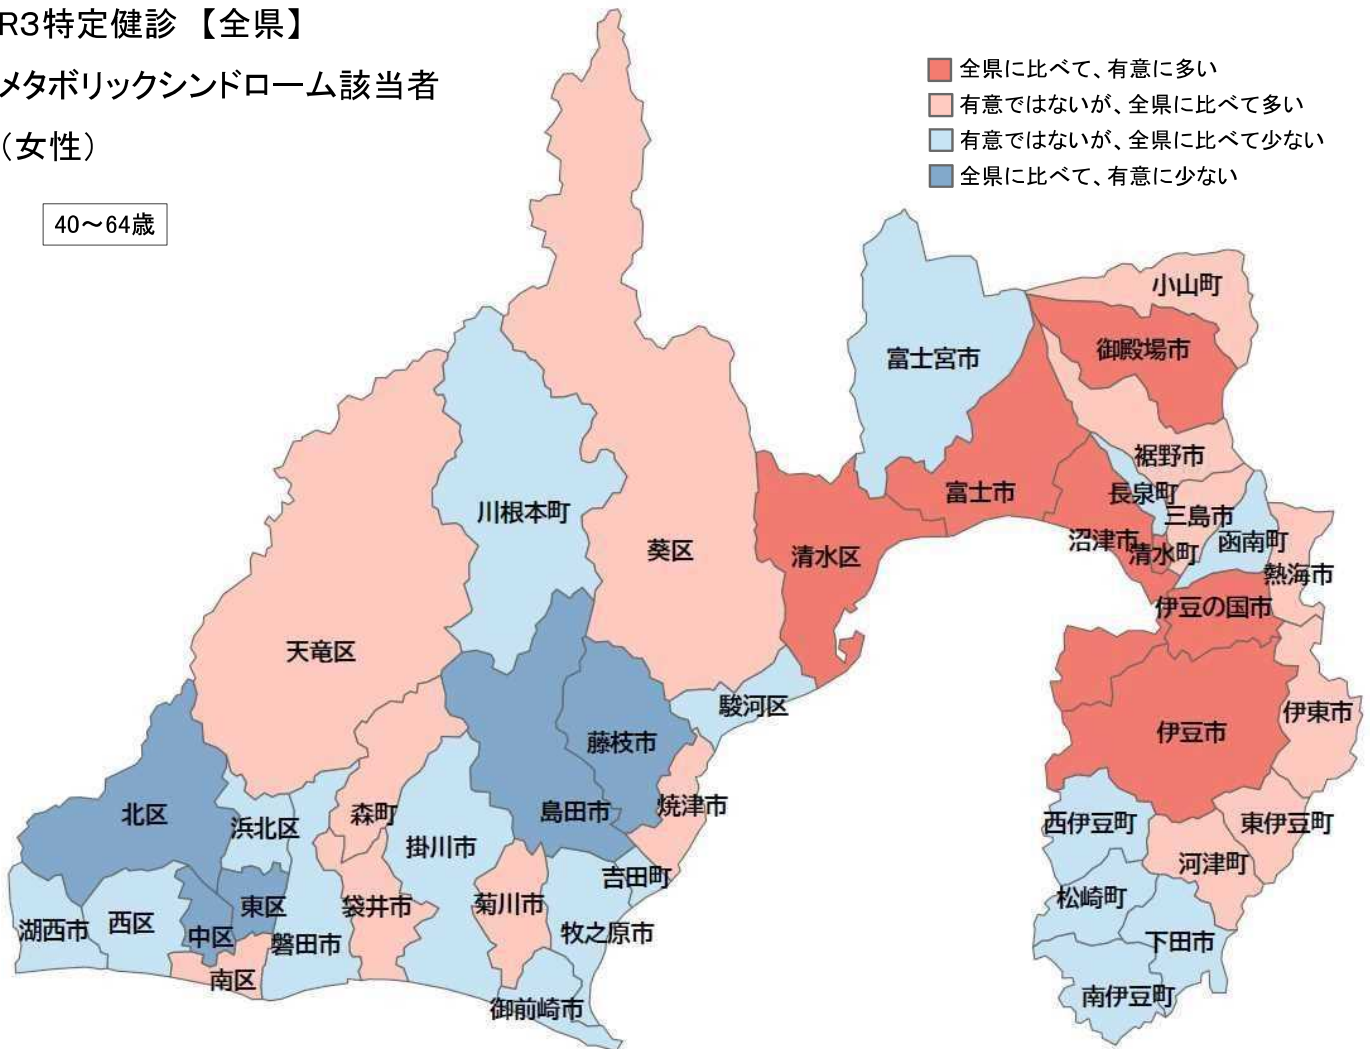 R3特定健診 【全県】
メタボリックシンドローム該当者
（女性）
40～64歳
全県に比べて、有意に多い
有意ではないが、全県に比べて多い
有意ではないが、全県に比べて少ない
全県に比べて、有意に少ない
小山町
御殿場市
富士宮市
裾野市
長泉町
富士市
三島市
川根本町
沼津市
函南町
葵区
清水区
清水町
熱海市
伊豆の国市
天竜区
駿河区
伊東市
伊豆市
藤枝市
焼津市
島田市
北区
森町
浜北区
西伊豆町
東伊豆町
掛川市
河津町
吉田町
松崎町
東区
袋井市
菊川市
湖西市
西区
中区
磐田市
牧之原市
下田市
南区
南伊豆町
御前崎市